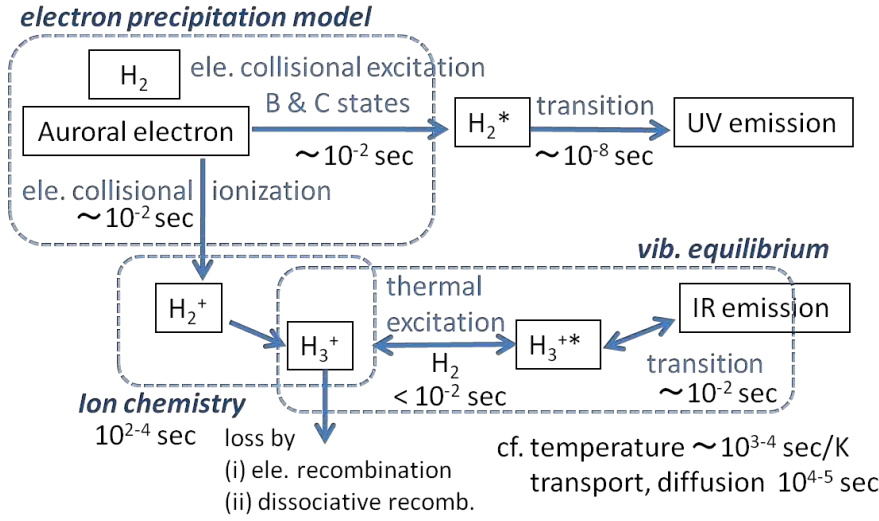 electron precipitation model
H₂
ele. collisional excitation
B & C states
Auroral electron
~10⁻² sec
H₂*
transition
~10⁻⁸ sec
UV emission
ele. collisional ionization
~10⁻² sec
vib. equilibrium
H₂⁺
H₃⁺
thermal
excitation
H₂
< 10⁻² sec
H₃⁺*
IR emission
transition
~10⁻² sec
Ion chemistry
10²⁻⁴ sec
loss by
(i) ele. recombination
(ii) dissociative recomb.
cf. temperature ~10³⁻⁴ sec/K
transport, diffusion 10⁴⁻⁵ sec